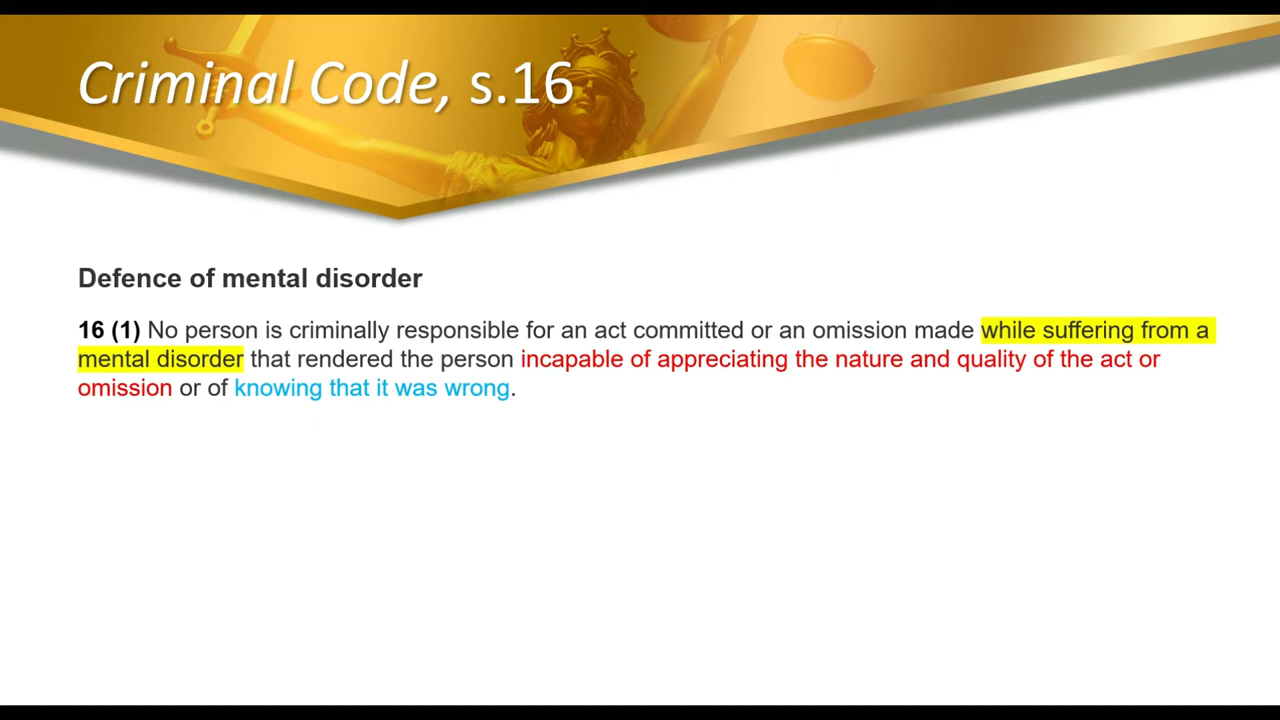 Criminal Code, s.16
Defence of mental disorder
16 (1) No person is criminally responsible for an act committed or an omission made while suffering from a
mental disorder that rendered the person incapable of appreciating the nature and quality of the act or
omission or of knowing that it was wrong.